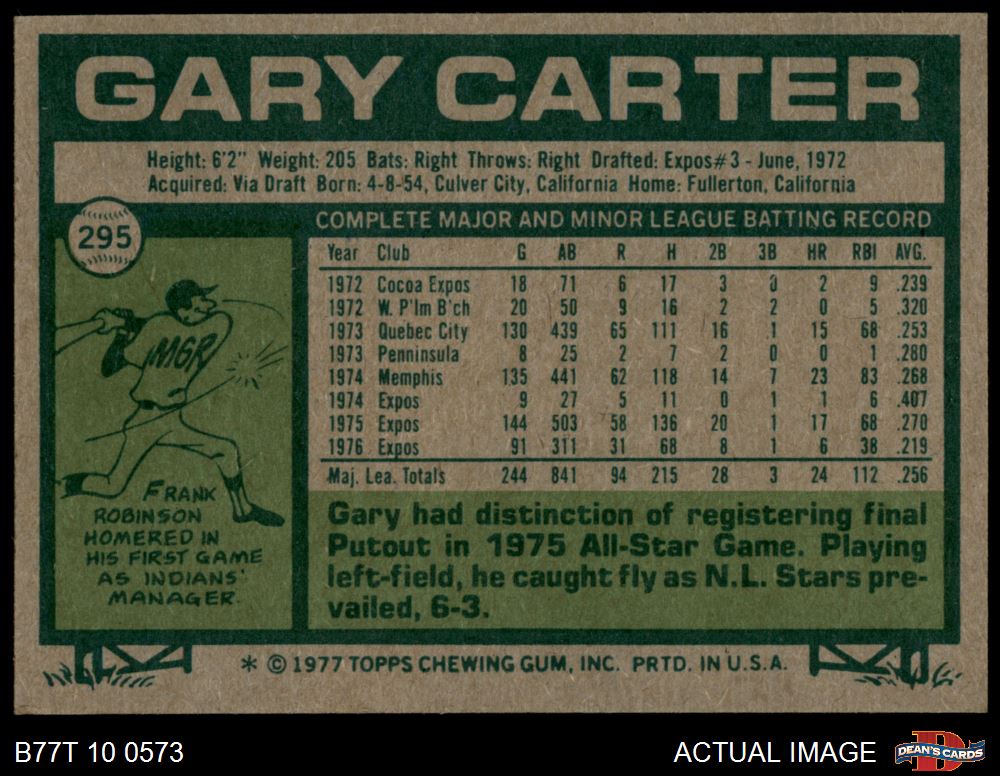 GARY CARTER
Height: 6'2" Weight: 205 Bats: Right Throws: Right Drafted: Expos#3 - June, 1972
Acquired: Via Draft Born: 4-8-54, Culver City, California Home: Fullerton, California
295
COMPLETE MAJOR AND MINOR LEAGUE BATTING RECORD
Year Club G AB R H 2B 3B HR RBI AVG.
1972 Cocoa Expos 18 71 6 17 3 0 2 9 .239
1972 W. P'lm B'ch 20 50 9 16 2 2 0 5 .320
1973 Quebec City 130 439 65 111 16 1 15 68 .253
1973 Penninsula 8 25 2 7 2 0 0 1 .280
1974 Memphis 135 441 62 118 14 7 23 83 .268
1974 Expos 9 27 5 11 0 1 1 6 .407
1975 Expos 144 503 58 136 20 1 17 68 .270
1976 Expos 91 311 31 68 8 1 6 38 .219
Maj. Lea. Totals 244 841 94 215 28 3 24 112 .256
MGR
FRANK
ROBINSON
HOMERED IN
HIS FIRST GAME
AS INDIANS'
MANAGER.
Gary had distinction of registering final
Putout in 1975 All-Star Game. Playing
left-field, he caught fly as N.L. Stars pre-
vailed, 6-3.
* © 1977 TOPPS CHEWING GUM, INC. PRTD. IN U.S.A.
B77T 10 0573
ACTUAL IMAGE
D
DEAN'S CARDS